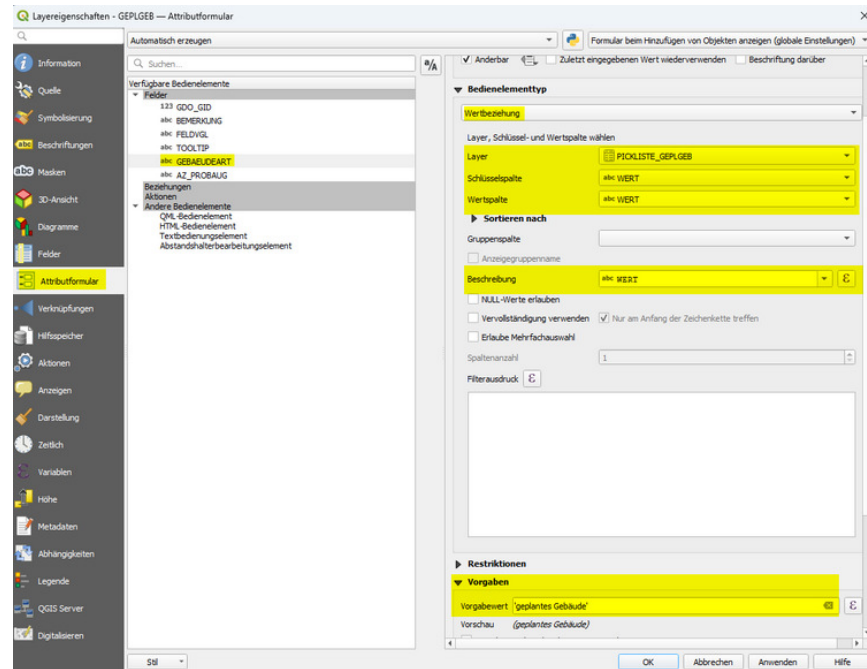 Layereigenschaften - GEPLGEB — Attributformular
Information
Quelle
Symbolisierung
Beschriftungen
Masken
3D-Ansicht
Diagramme
Felder
Attributformular
Verknüpfungen
Hilfsspeicher
Aktionen
Anzeigen
Darstellung
Zeitlich
Variablen
Höhe
Metadaten
Abhängigkeiten
Legende
QGIS Server
Digitalisieren
Automatisch erzeugen
Formular beim Hinzufügen von Objekten anzeigen (globale Einstellungen)
Suchen...
Verfügbare Bedienelemente
Felder
123 GDO_GID
abc BEMERKUNG
abc FELDVGL
abc TOOLTIP
abc GEBAEUDEART
abc AZ_PROBAUG
Beziehungen
Aktionen
Andere Bedienelemente
QML-Bedienelement
HTML-Bedienelement
Textbedienungselement
Abstandshalterbearbeitungselement
Anderbar Zuletzt eingegebenen Wert wiederverwenden Beschriftung darüber
Bedienelementtyp
Wertbeziehung
Layer, Schlüssel- und Wertspalte wählen
Layer PICKLISTE_GEPLGEB
Schlüsselspalte abc WERT
Wertspalte abc WERT
Sortieren nach
Gruppenspalte
Anzeigegruppenname
Beschreibung abc WERT ε
NULL-Werte erlauben
Vervollständigung verwenden Nur am Anfang der Zeichenkette treffen
Erlaube Mehrfachauswahl
Spaltenanzahl 1
Filterausdruck ε
Restriktionen
Vorgaben
Vorgabewert 'geplantes Gebäude' ε
Vorschau (geplantes Gebäude)
Stil
OK Abbrechen Anwenden Hilfe